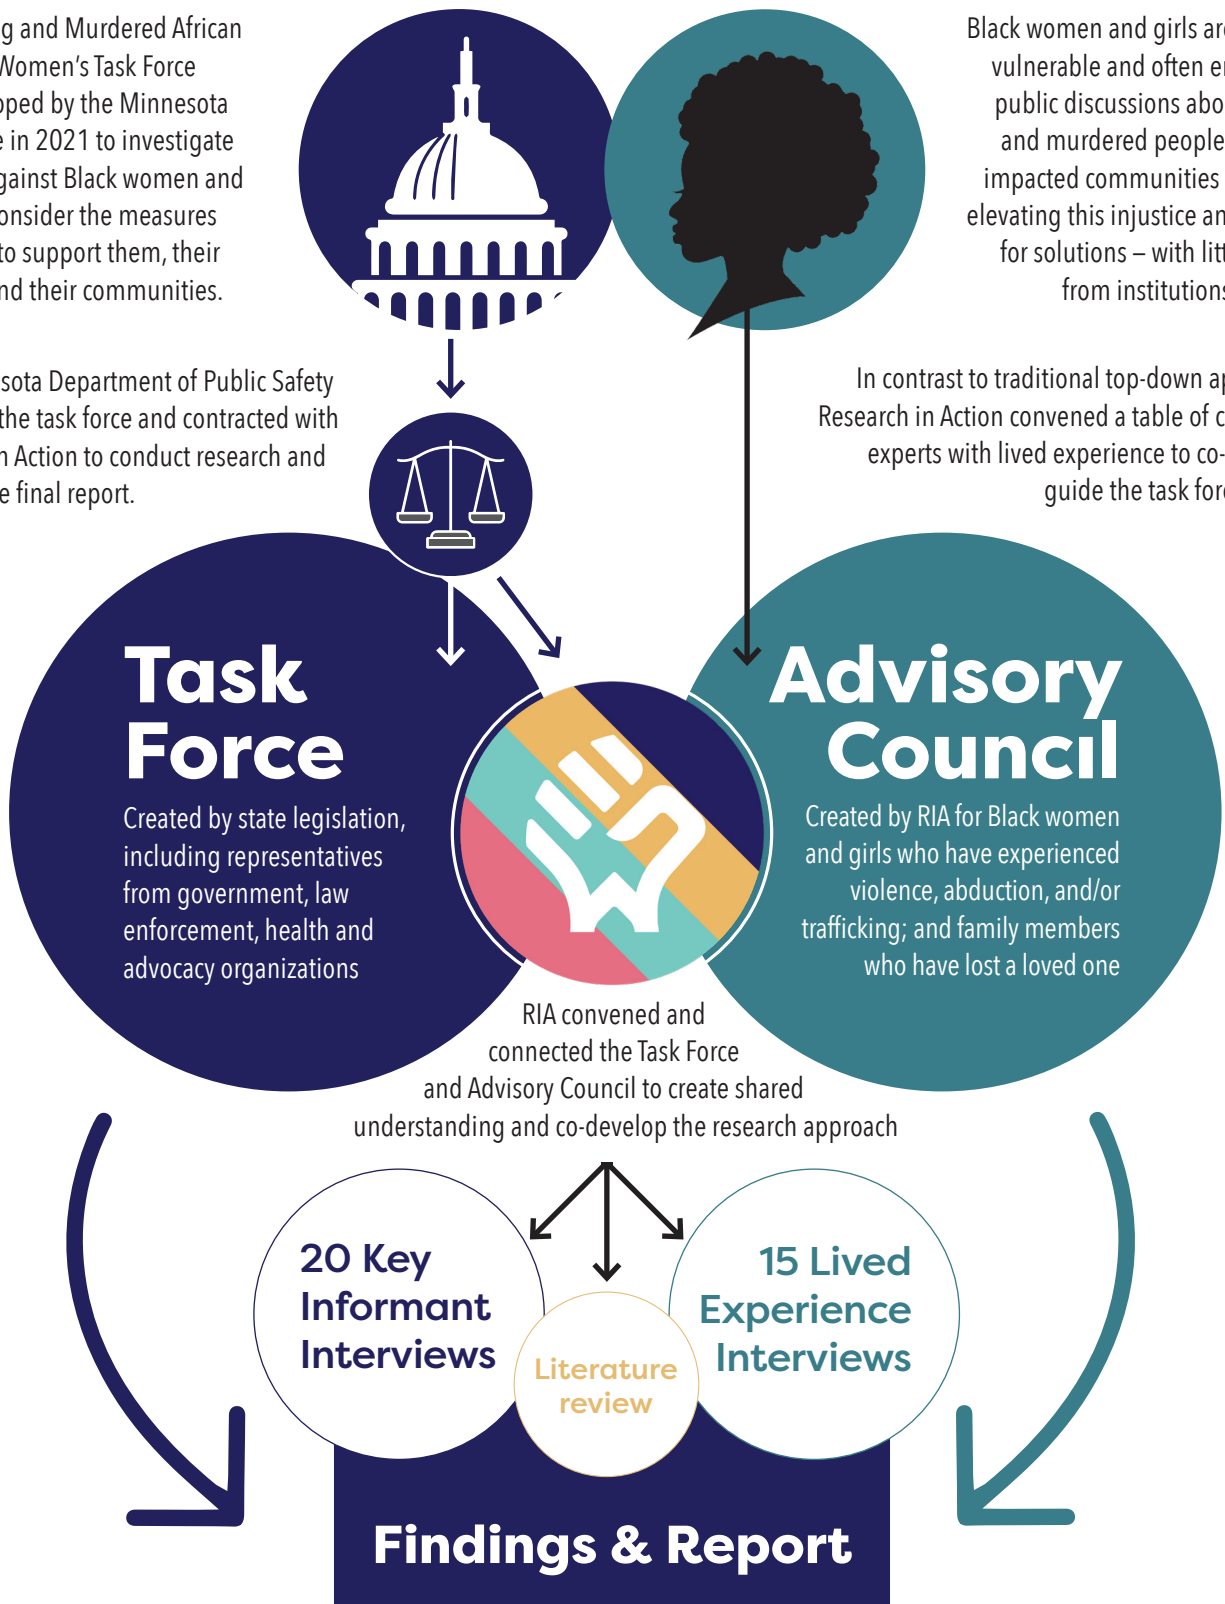 g and Murdered African
Women’s Task Force
oped by the Minnesota
e in 2021 to investigate
gainst Black women and
onsider the measures
to support them, their
nd their communities.
Black women and girls are
vulnerable and often er
public discussions abo
and murdered people
impacted communities
elevating this injustice an
for solutions – with litt
from institutions
sota Department of Public Safety
the task force and contracted with
n Action to conduct research and
e final report.
In contrast to traditional top-down ap
Research in Action convened a table of c
experts with lived experience to co-
guide the task forc
Task
Force
Created by state legislation,
including representatives
from government, law
enforcement, health and
advocacy organizations
Advisory
Council
Created by RIA for Black women
and girls who have experienced
violence, abduction, and/or
trafficking; and family members
who have lost a loved one
RIA convened and
connected the Task Force
and Advisory Council to create shared
understanding and co-develop the research approach
20 Key
Informant
Interviews
Literature
review
15 Lived
Experience
Interviews
Findings & Report